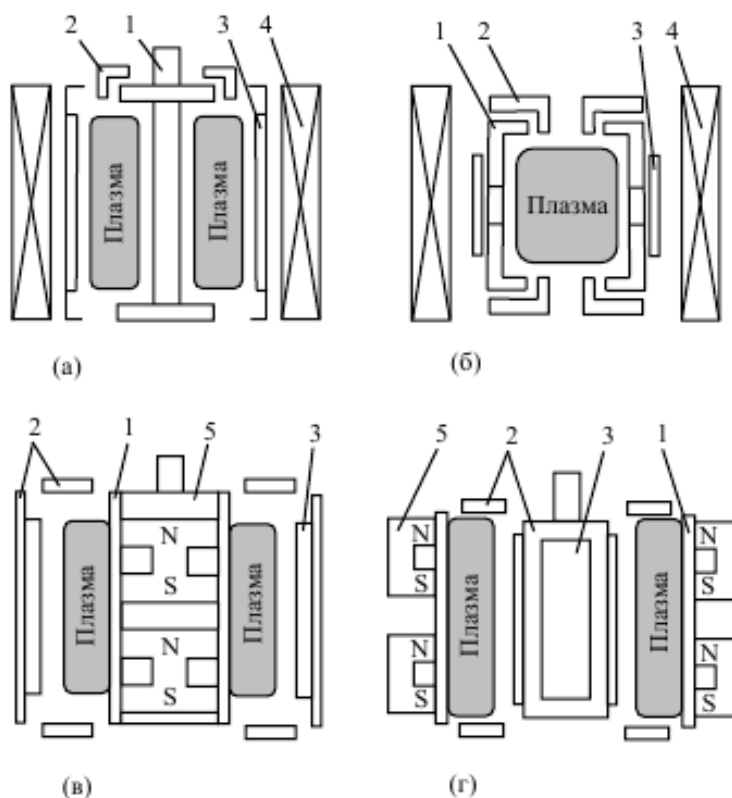 2 1 3 4
Плазма Плазма
(а)
1 2 3 4
Плазма
(б)
2 1 5 3
N
S
N
S
Плазма Плазма
(в)
5 2 3 1
N N
S S
N N
S S
Плазма Плазма
(г)